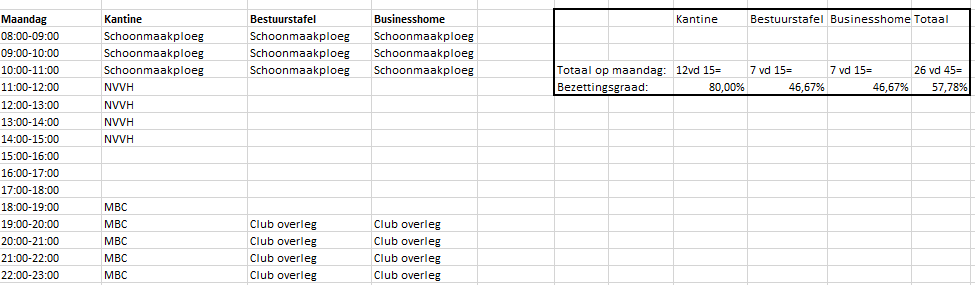 Maandag Kantine Bestuurstafel Businesshome Kantine Bestuurstafel Businesshome Totaal
08:00-09:00 Schoonmaakploeg Schoonmaakploeg Schoonmaakploeg
09:00-10:00 Schoonmaakploeg Schoonmaakploeg Schoonmaakploeg
10:00-11:00 Schoonmaakploeg Schoonmaakploeg Schoonmaakploeg Totaal op maandag: 12vd 15= 7 vd 15= 7 vd 15= 26 vd 45=
11:00-12:00 NVVH Bezettingsgraad: 80,00% 46,67% 46,67% 57,78%
12:00-13:00 NVVH
13:00-14:00 NVVH
14:00-15:00 NVVH
15:00-16:00
16:00-17:00
17:00-18:00
18:00-19:00 MBC
19:00-20:00 MBC Club overleg Club overleg
20:00-21:00 MBC Club overleg Club overleg
21:00-22:00 MBC Club overleg Club overleg
22:00-23:00 MBC Club overleg Club overleg